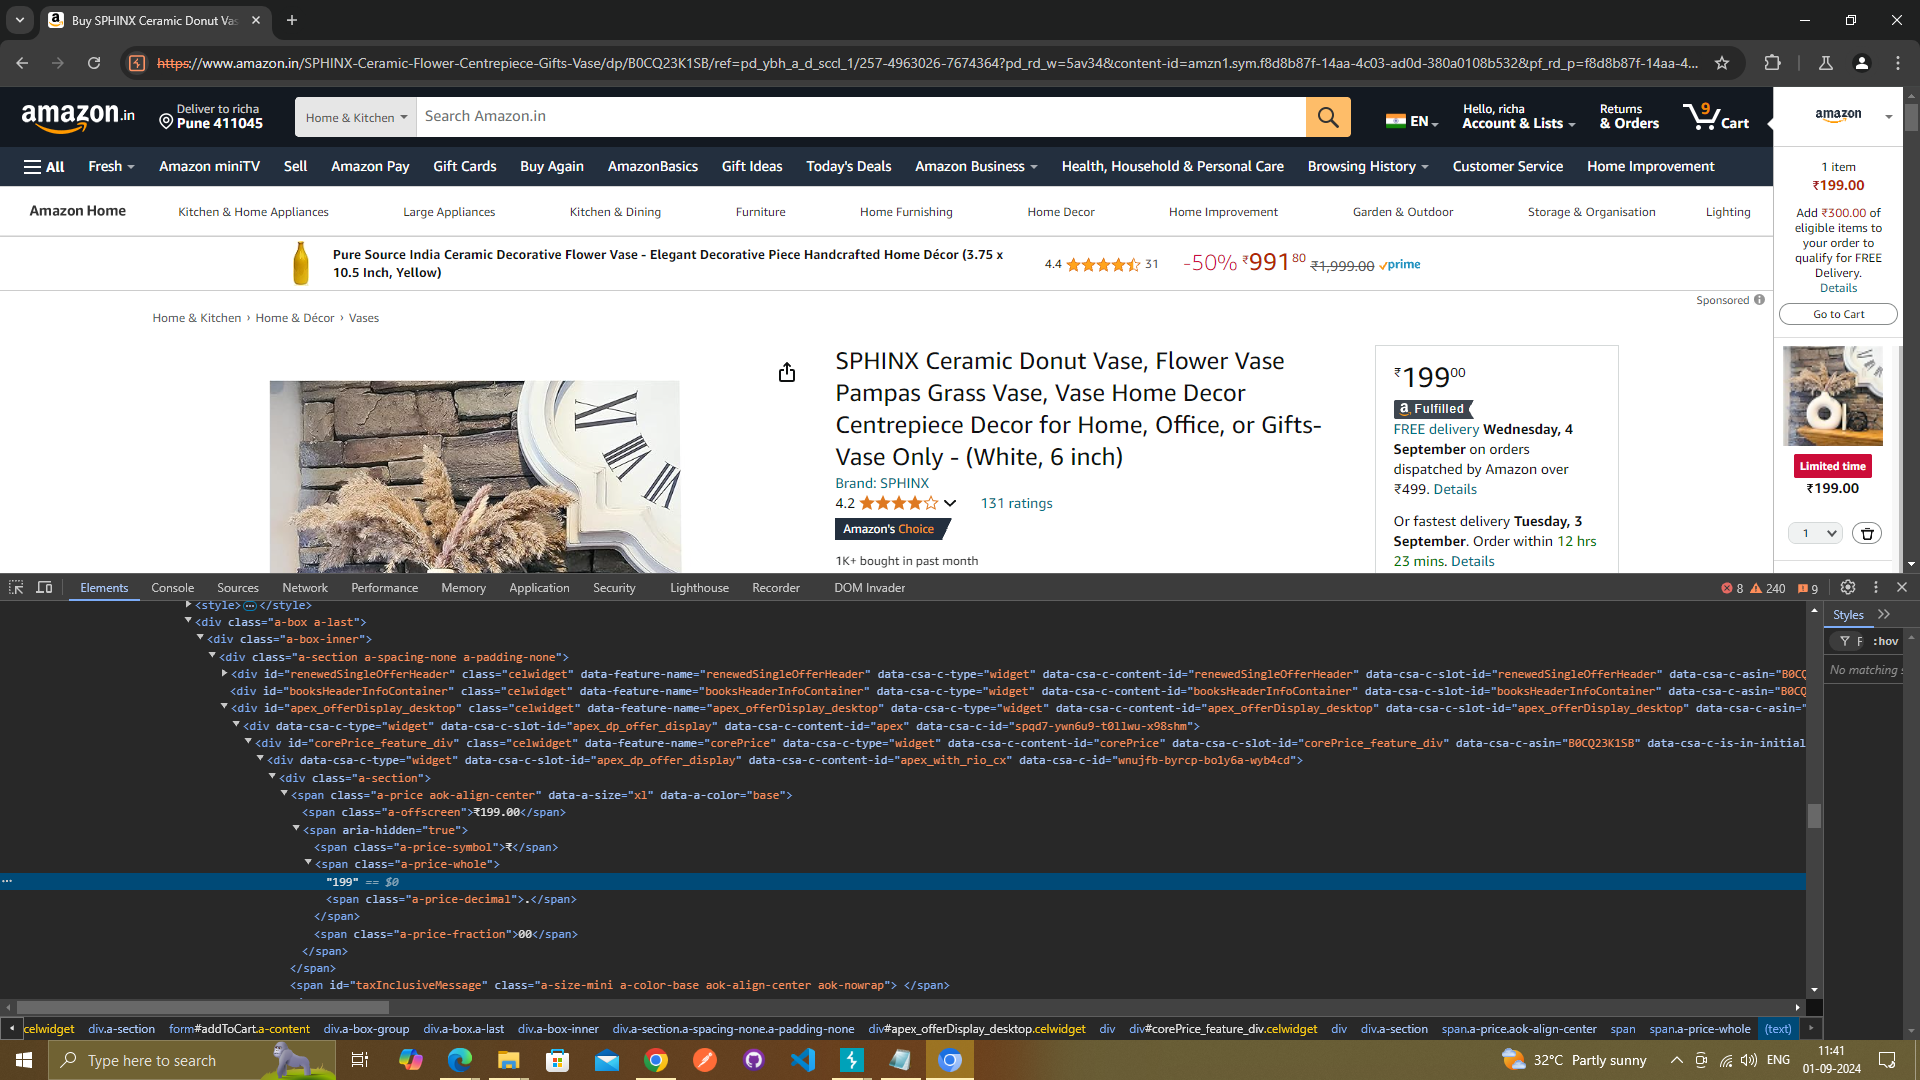 Buy SPHINX Ceramic Donut Vas
https://www.amazon.in/SPHINX-Ceramic-Flower-Centrepiece-Gifts-Vase/dp/B0CQ23K1SB/ref=pd_ybh_a_d_sccl_1/257-4963026-7674364?pd_rd_w=5av34&content-id=amzn1.sym.f8d8b87f-14aa-4c03-ad0d-380a0108b532&pf_rd_p=f8d8b87f-14aa-4...
amazon.in
Deliver to richa
Pune 411045
Home & Kitchen
Search Amazon.in
EN
Hello, richa
Account & Lists
Returns
& Orders
9
Cart
All Fresh Amazon miniTV Sell Amazon Pay Gift Cards Buy Again AmazonBasics Gift Ideas Today's Deals Amazon Business Health, Household & Personal Care Browsing History Customer Service Home Improvement
Amazon Home Kitchen & Home Appliances Large Appliances Kitchen & Dining Furniture Home Furnishing Home Decor Home Improvement Garden & Outdoor Storage & Organisation Lighting
Pure Source India Ceramic Decorative Flower Vase - Elegant Decorative Piece Handcrafted Home Décor (3.75 x
10.5 Inch, Yellow)
4.4 31 -50% ₹991 80 ₹1,999.00 prime
Sponsored
Home & Kitchen › Home & Décor › Vases
SPHINX Ceramic Donut Vase, Flower Vase
Pampas Grass Vase, Vase Home Decor
Centrepiece Decor for Home, Office, or Gifts-
Vase Only - (White, 6 inch)
Brand: SPHINX
4.2 131 ratings
Amazon's Choice
1K+ bought in past month
₹199 00
a Fulfilled
FREE delivery Wednesday, 4
September on orders
dispatched by Amazon over
₹499. Details
Or fastest delivery Tuesday, 3
September. Order within 12 hrs
23 mins. Details
amazon
1 item
₹199.00
Add ₹300.00 of
eligible items to
your order to
qualify for FREE
Delivery.
Details
Go to Cart
Limited time
₹199.00
1
Elements Console Sources Network Performance Memory Application Security Lighthouse Recorder DOM Invader 8 240 9
<style>…</style>
<div class="a-box a-last">
<div class="a-box-inner">
<div class="a-section a-spacing-none a-padding-none">
<div id="renewedSingleOfferHeader" class="celwidget" data-feature-name="renewedSingleOfferHeader" data-csa-c-type="widget" data-csa-c-content-id="renewedSingleOfferHeader" data-csa-c-slot-id="renewedSingleOfferHeader" data-csa-c-asin="B0CQ
<div id="booksHeaderInfoContainer" class="celwidget" data-feature-name="booksHeaderInfoContainer" data-csa-c-type="widget" data-csa-c-content-id="booksHeaderInfoContainer" data-csa-c-slot-id="booksHeaderInfoContainer" data-csa-c-asin="B0CQ
<div id="apex_offerDisplay_desktop" class="celwidget" data-feature-name="apex_offerDisplay_desktop" data-csa-c-type="widget" data-csa-c-content-id="apex_offerDisplay_desktop" data-csa-c-slot-id="apex_offerDisplay_desktop" data-csa-c-asin="
<div data-csa-c-type="widget" data-csa-c-slot-id="apex_dp_offer_display" data-csa-c-content-id="apex" data-csa-c-id="spqd7-ywn6u9-t0llwu-x98shm">
<div id="corePrice_feature_div" class="celwidget" data-feature-name="corePrice" data-csa-c-type="widget" data-csa-c-content-id="corePrice" data-csa-c-slot-id="corePrice_feature_div" data-csa-c-asin="B0CQ23K1SB" data-csa-c-is-in-initial
<div data-csa-c-type="widget" data-csa-c-slot-id="apex_dp_offer_display" data-csa-c-content-id="apex_with_rio_cx" data-csa-c-id="wnujfb-byrcp-bo1y6a-wyb4cd">
<div class="a-section">
<span class="a-price aok-align-center" data-a-size="xl" data-a-color="base">
<span class="a-offscreen">₹199.00</span>
<span aria-hidden="true">
<span class="a-price-symbol">₹</span>
<span class="a-price-whole">
"199" == $0
<span class="a-price-decimal">.</span>
</span>
<span class="a-price-fraction">00</span>
</span>
</span>
<span id="taxInclusiveMessage" class="a-size-mini a-color-base aok-align-center aok-nowrap"> </span>
Styles
F :hov
No matching s
celwidget div.a-section form#addToCart.a-content div.a-box-group div.a-box.a-last div.a-box-inner div.a-section.a-spacing-none.a-padding-none div#apex_offerDisplay_desktop.celwidget div div#corePrice_feature_div.celwidget div div.a-section span.a-price.aok-align-center span span.a-price-whole (text)
Type here to search
32°C Partly sunny
ENG
11:41
01-09-2024